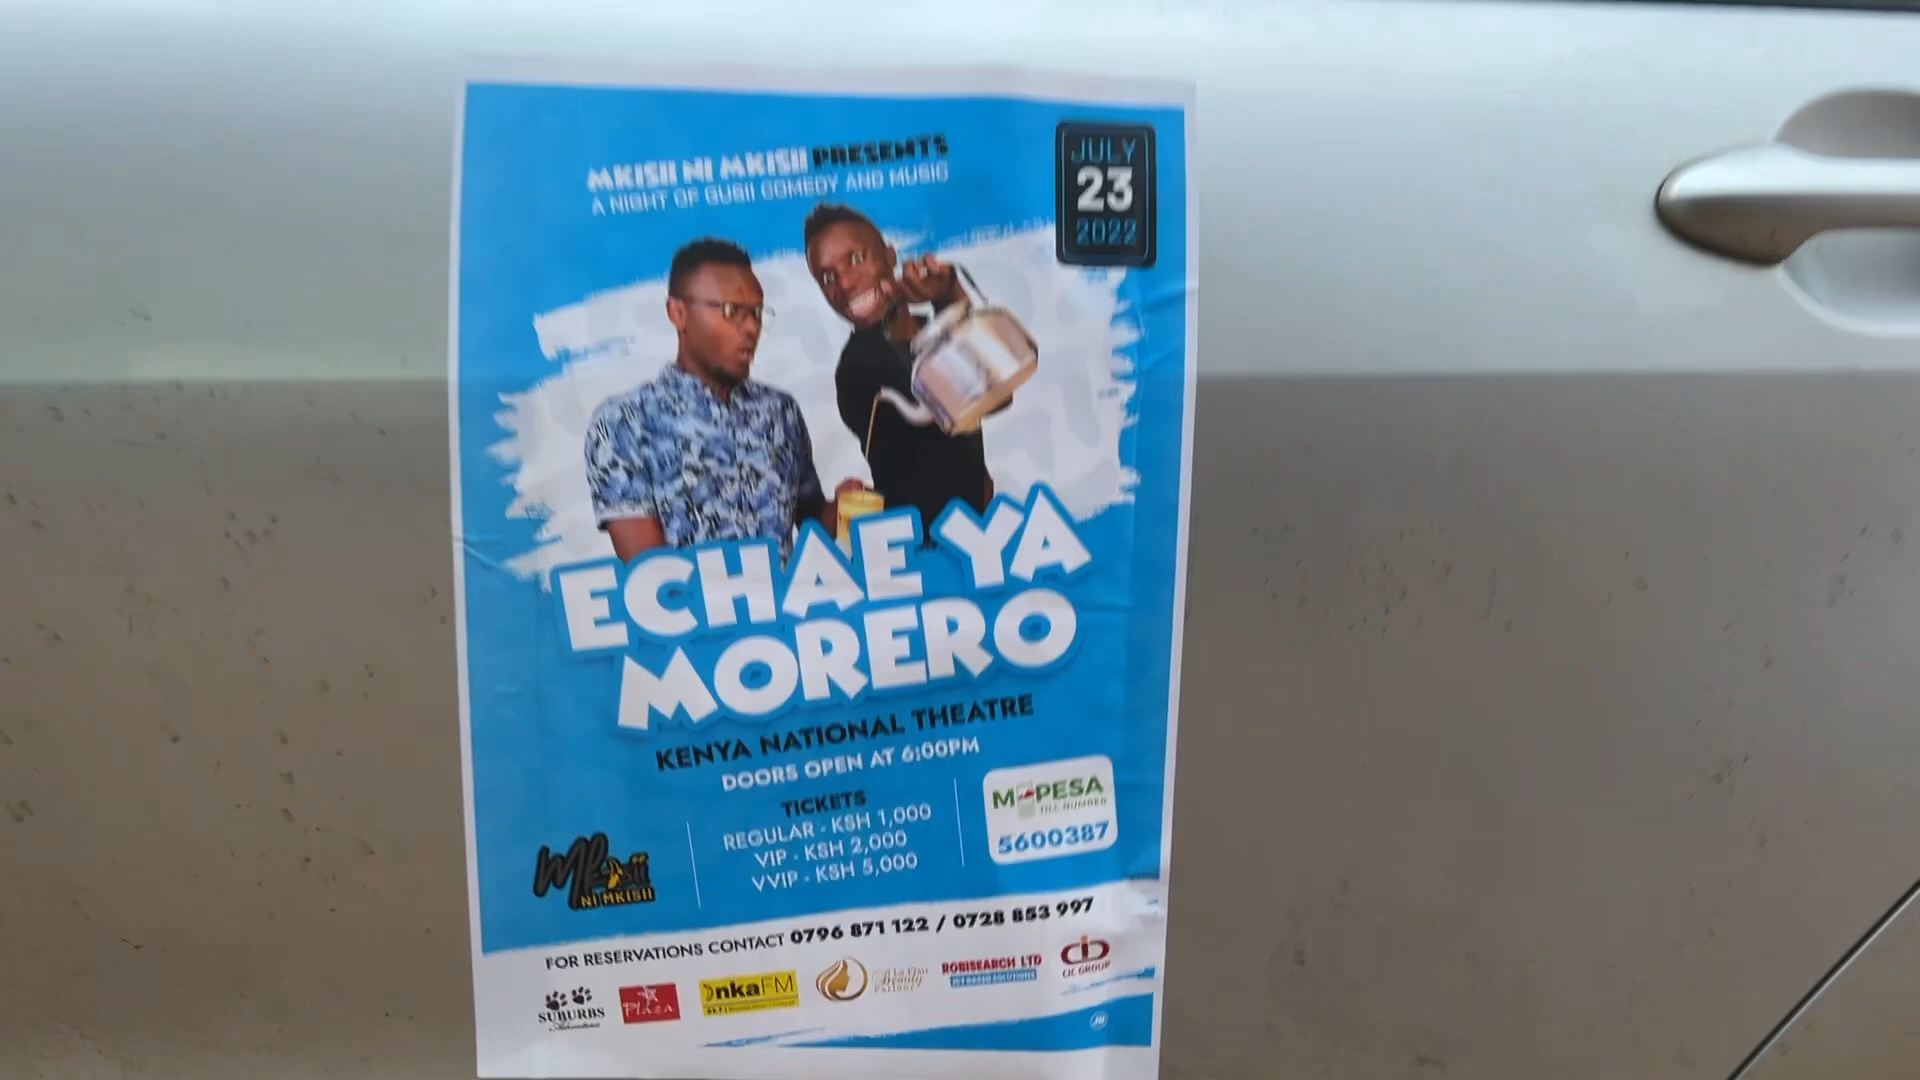 MKISII NI MKISII PRESENTS
A NIGHT OF GUSII COMEDY AND MUSIC
JULY
23
2022
ECHAE YA
MORERO
KENYA NATIONAL THEATRE
DOORS OPEN AT 6:00PM
TICKETS
REGULAR - KSH 1,000
VIP - KSH 2,000
VVIP - KSH 5,000
M-PESA
TILL NUMBER
5600387
NI MKISII
FOR RESERVATIONS CONTACT 0796 871 122 / 0728 853 997
SUBURBS
Plaza
nkaFM
Beauty
ROBISEARCH LTD
CIC GROUP